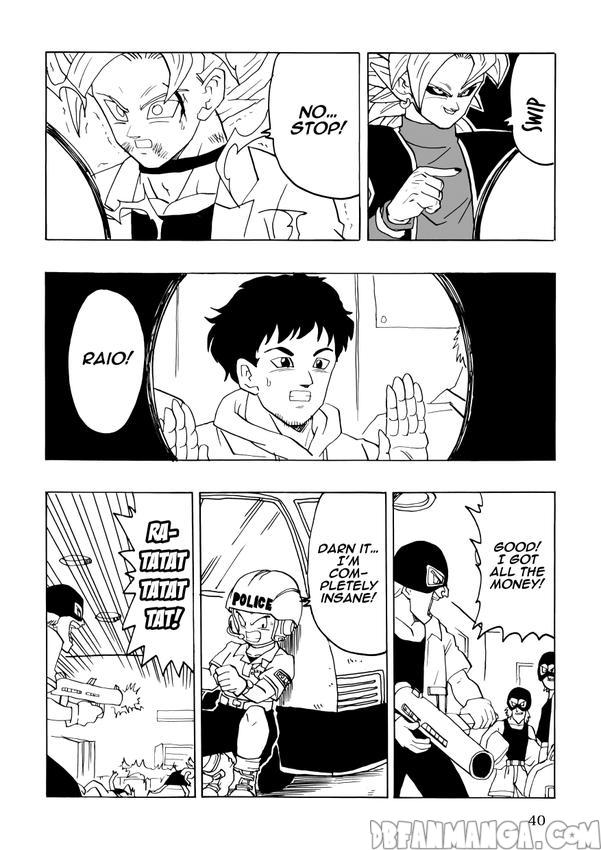 SWIP
NO...
STOP!
RAIO!
GOOD!
I GOT
ALL THE
MONEY!
DARN IT...
I'M
COM-
PLETELY
INSANE!
POLICE
RA-
TATAT
TATAT
TAT!
40
DBFANMANGA.COM